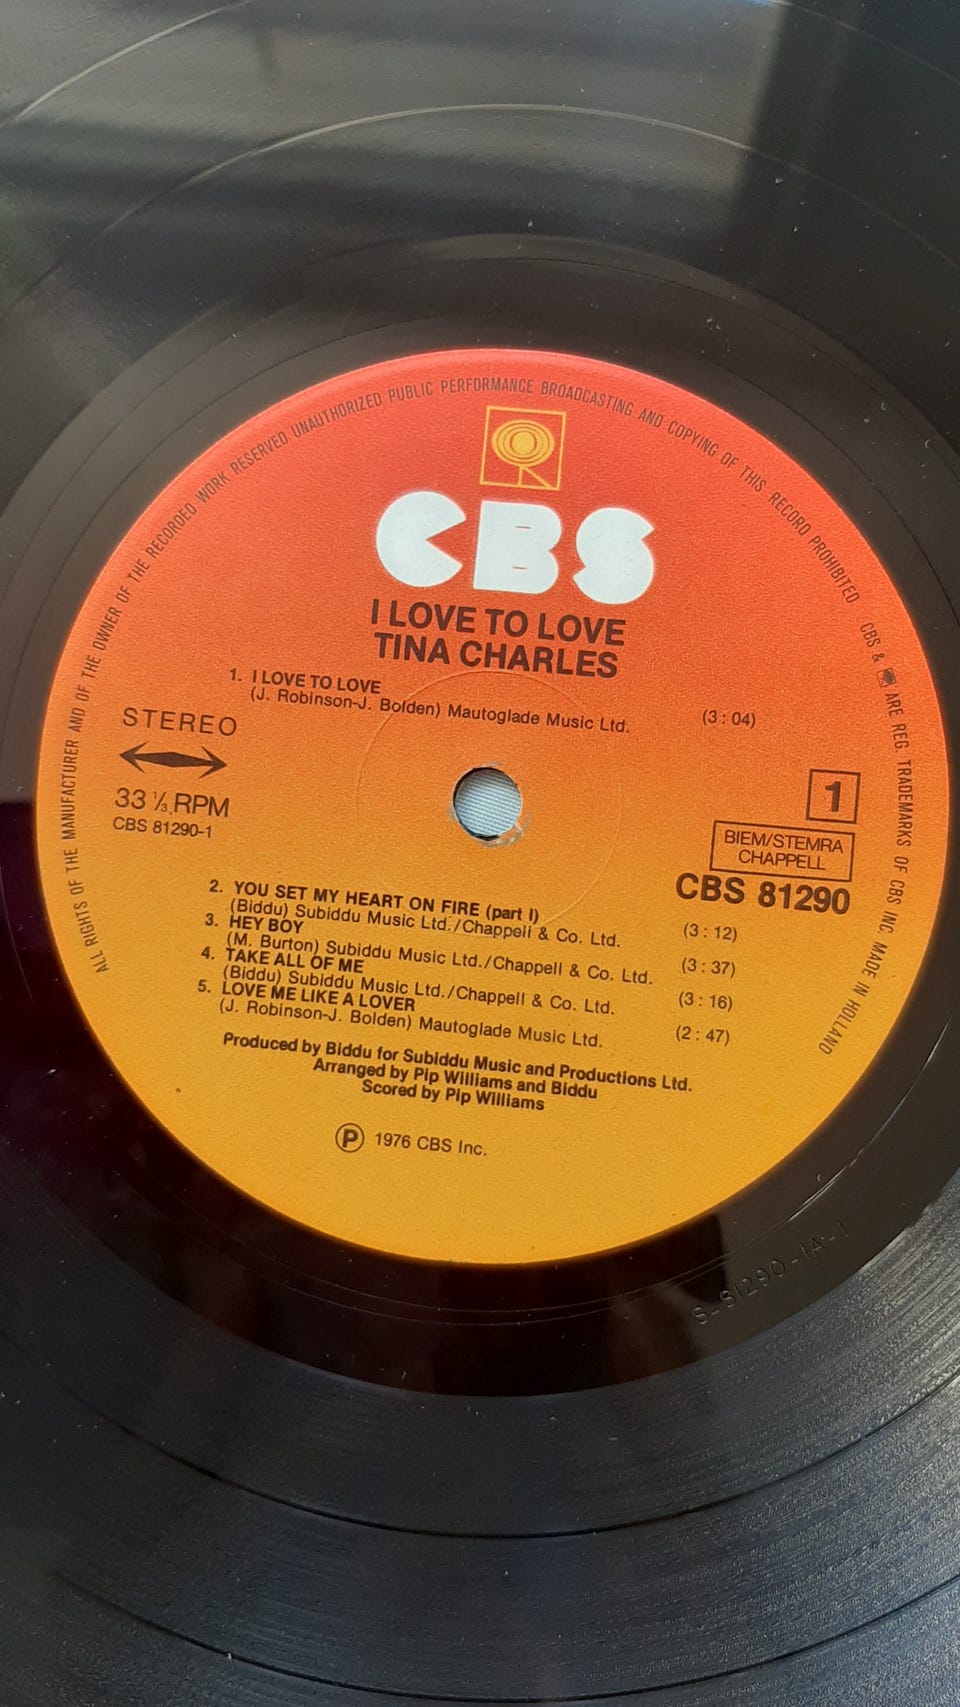 ALL RIGHTS OF THE MANUFACTURER AND OF THE OWNER OF THE RECORDED WORK RESERVED UNAUTHORIZED PUBLIC PERFORMANCE BROADCASTING AND COPYING OF THIS RECORD PROHIBITED CBS & ARE REG. TRADEMARKS OF CBS INC. MADE IN HOLLAND
CBS
I LOVE TO LOVE
TINA CHARLES
1. I LOVE TO LOVE
(J. Robinson-J. Bolden) Mautoglade Music Ltd. (3:04)
STEREO
33 1/3 RPM
CBS 81290-1
1
BIEM/STEMRA
CHAPPELL
CBS 81290
2. YOU SET MY HEART ON FIRE (part I)
(Biddu) Subiddu Music Ltd./Chappell & Co. Ltd. (3:12)
3. HEY BOY
(M. Burton) Subiddu Music Ltd./Chappell & Co. Ltd. (3:37)
4. TAKE ALL OF ME
(Biddu) Subiddu Music Ltd./Chappell & Co. Ltd. (3:16)
5. LOVE ME LIKE A LOVER
(J. Robinson-J. Bolden) Mautoglade Music Ltd. (2:47)
Produced by Biddu for Subiddu Music and Productions Ltd.
Arranged by Pip Williams and Biddu
Scored by Pip Williams
Ⓟ 1976 CBS Inc.
S-81290-1A-1